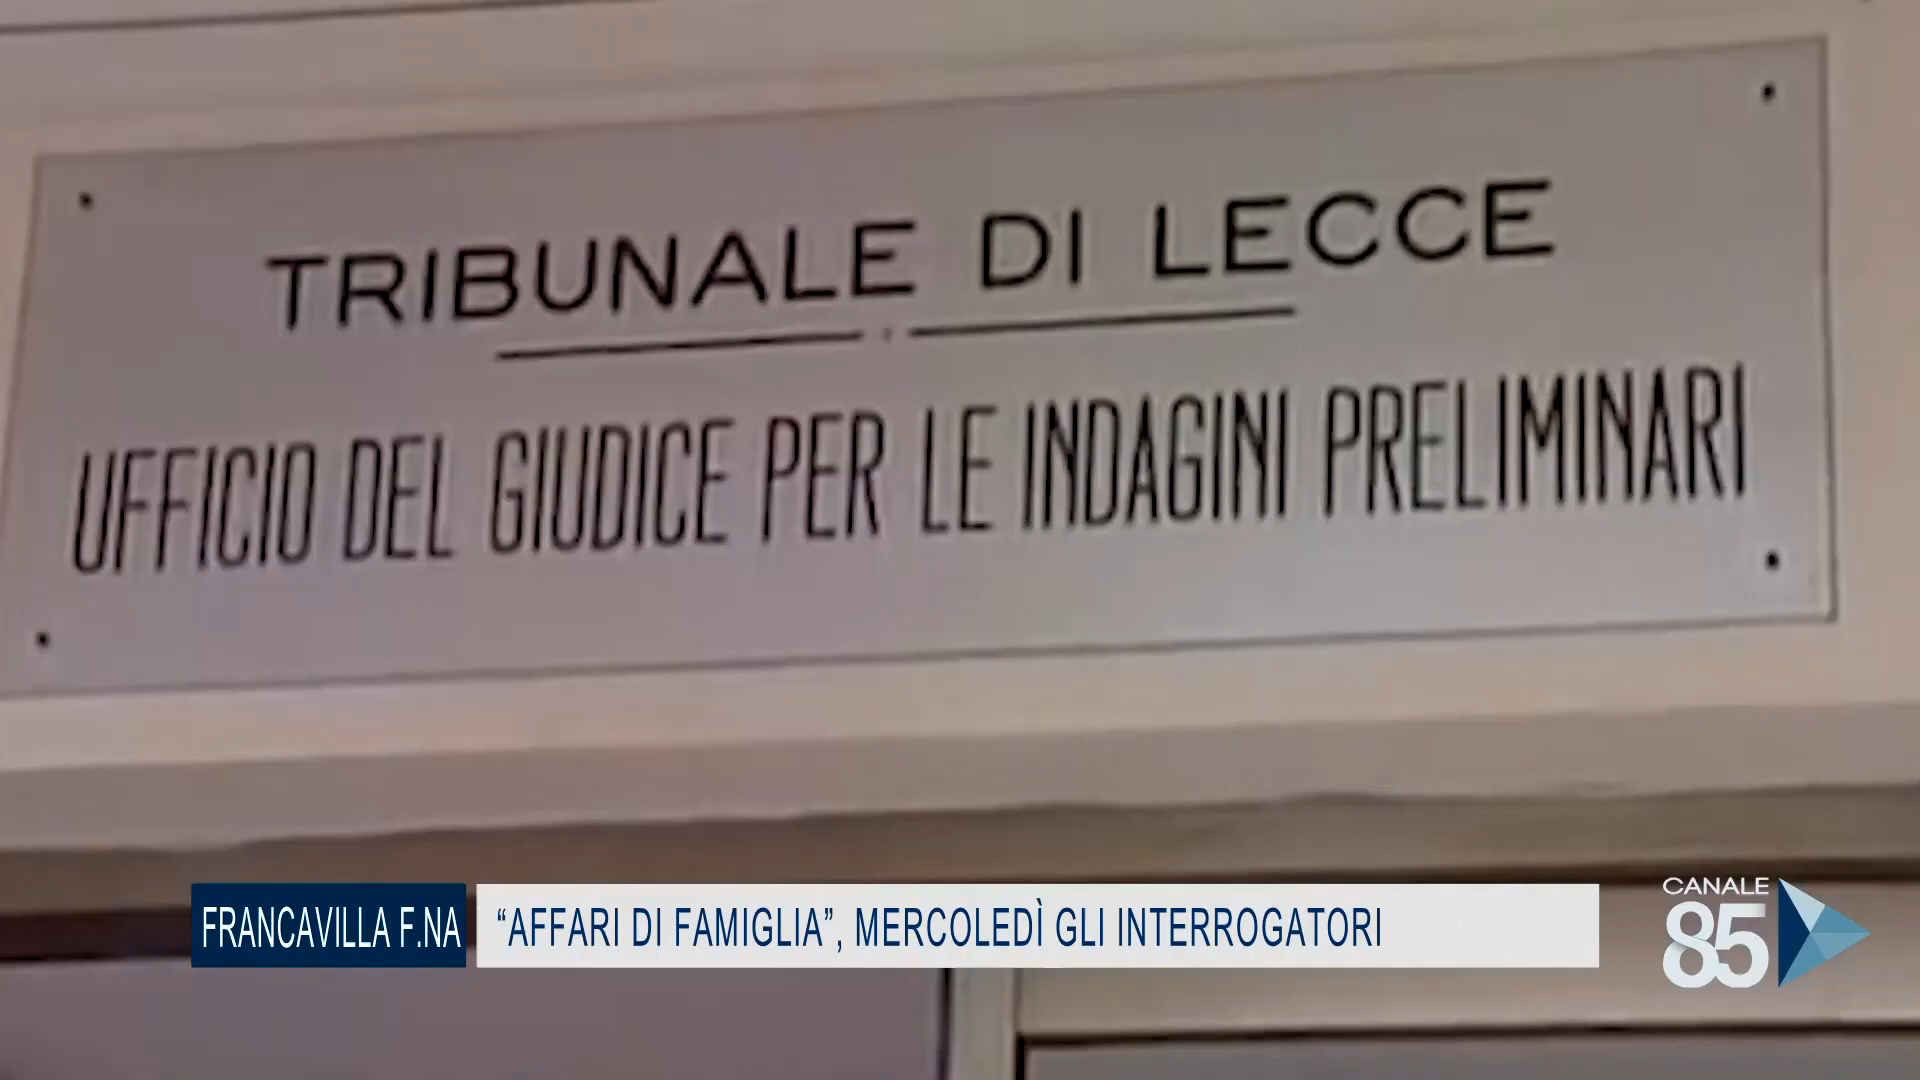 TRIBUNALE DI LECCE
UFFICIO DEL GIUDICE PER LE INDAGINI PRELIMINARI
FRANCAVILLA F.NA
“AFFARI DI FAMIGLIA”, MERCOLEDÌ GLI INTERROGATORI
CANALE
85